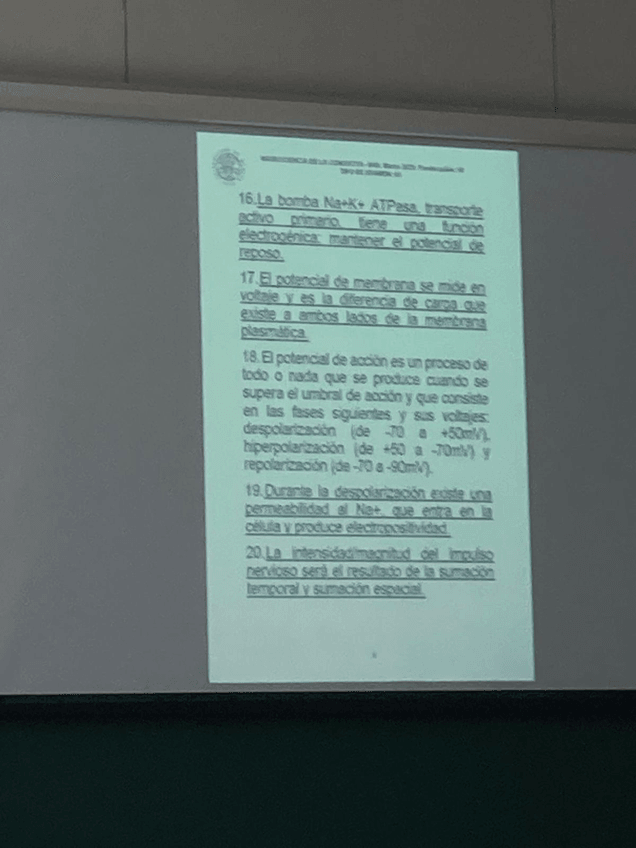 NEUROCIENCIA DE LA CONDUCTA
16. La bomba Na+K+ ATPasa, transporte
activo primario, tiene una función
electrogénica: mantener el potencial de
reposo.
17. El potencial de membrana se mide en
voltaje y es la diferencia de carga que
existe a ambos lados de la membrana
plasmática.
18. El potencial de acción es un proceso de
todo o nada que se produce cuando se
supera el umbral de acción y que consiste
en las fases siguientes y sus voltajes:
despolarización (de -70 a +50mV),
hiperpolarización (de +50 a -70mV) y
repolarización (de -70 a -90mV).
19. Durante la despolarización existe una
permeabilidad al Na+, que entra en la
célula y produce electropositividad.
20. La intensidad/magnitud del impulso
nervioso será el resultado de la sumación
temporal y sumación espacial.